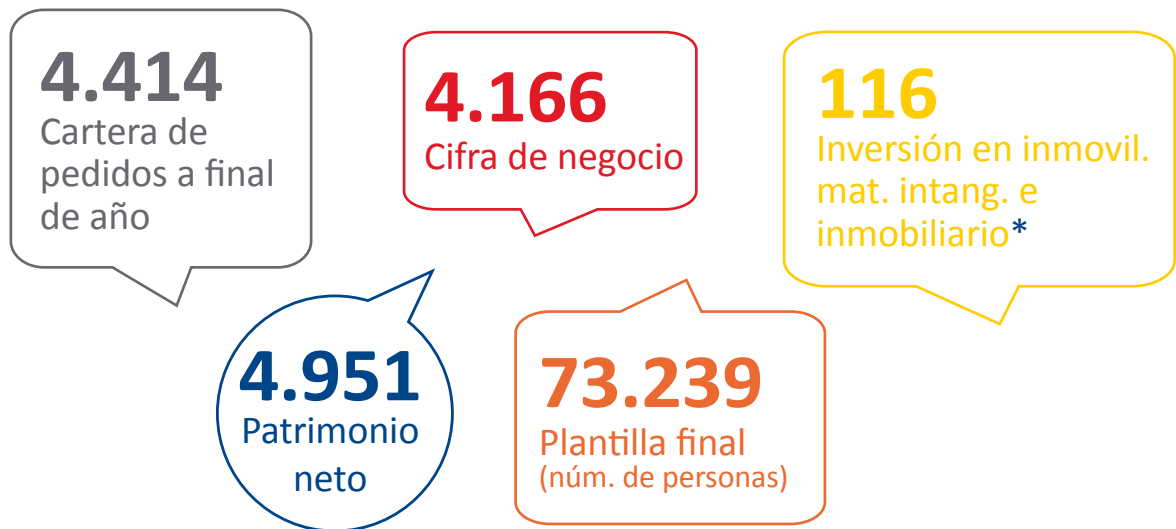 4.414
Cartera de
pedidos a final
de año
4.166
Cifra de negocio
116
Inversión en inmovil.
mat. intang. e
inmobiliario*
4.951
Patrimonio
neto
73.239
Plantilla final
(núm. de personas)